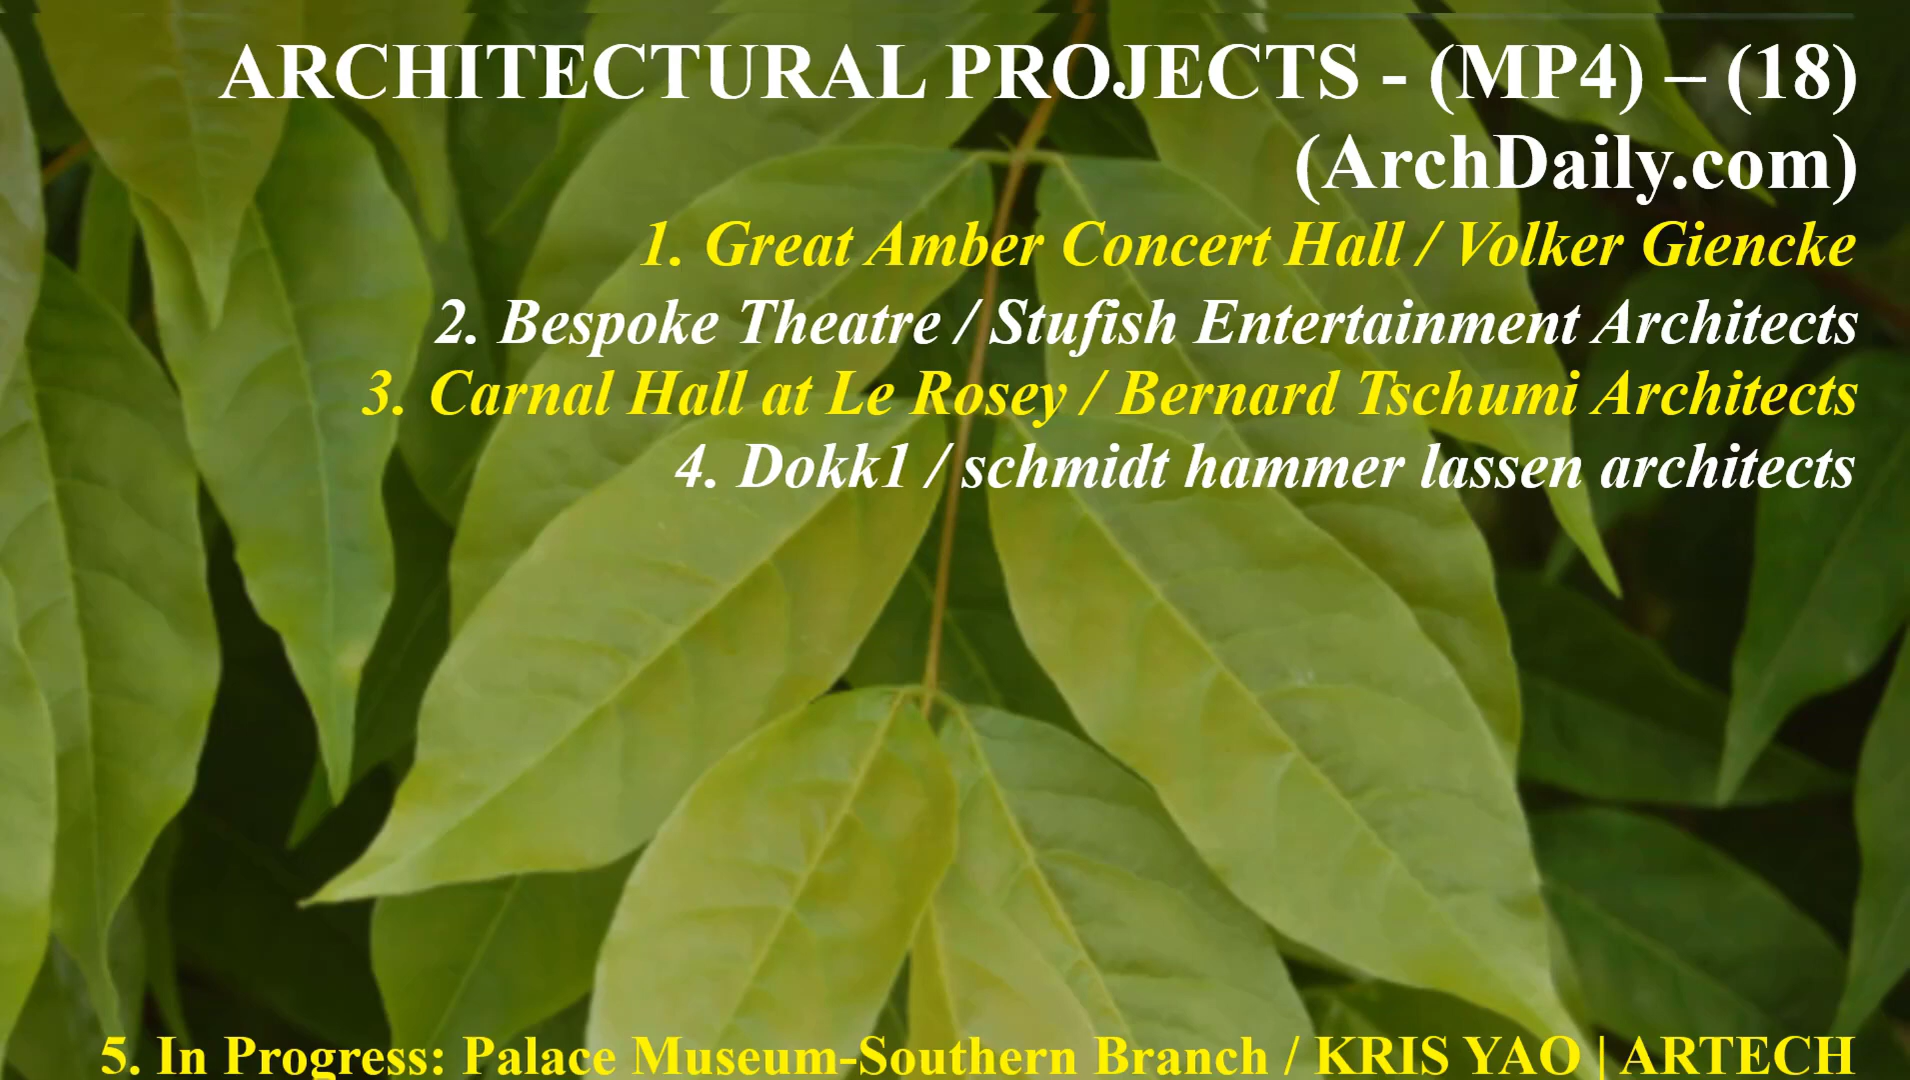 ARCHITECTURAL PROJECTS - (MP4) – (18)
(ArchDaily.com)
1. Great Amber Concert Hall / Volker Giencke
2. Bespoke Theatre / Stufish Entertainment Architects
3. Carnal Hall at Le Rosey / Bernard Tschumi Architects
4. Dokk1 / schmidt hammer lassen architects
5. In Progress: Palace Museum-Southern Branch / KRIS YAO | ARTECH